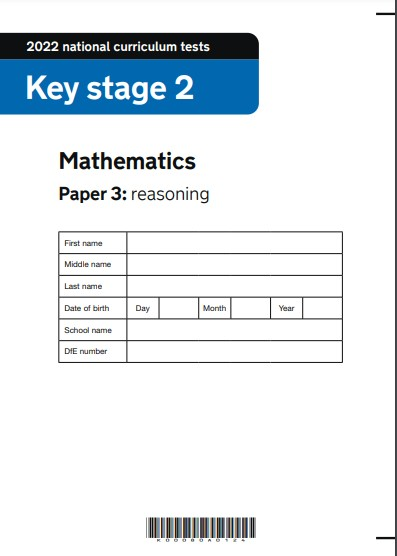 2022 national curriculum tests
Key stage 2
Mathematics
Paper 3: reasoning
First name
Middle name
Last name
Date of birth Day Month Year
School name
DfE number
K00080A0124